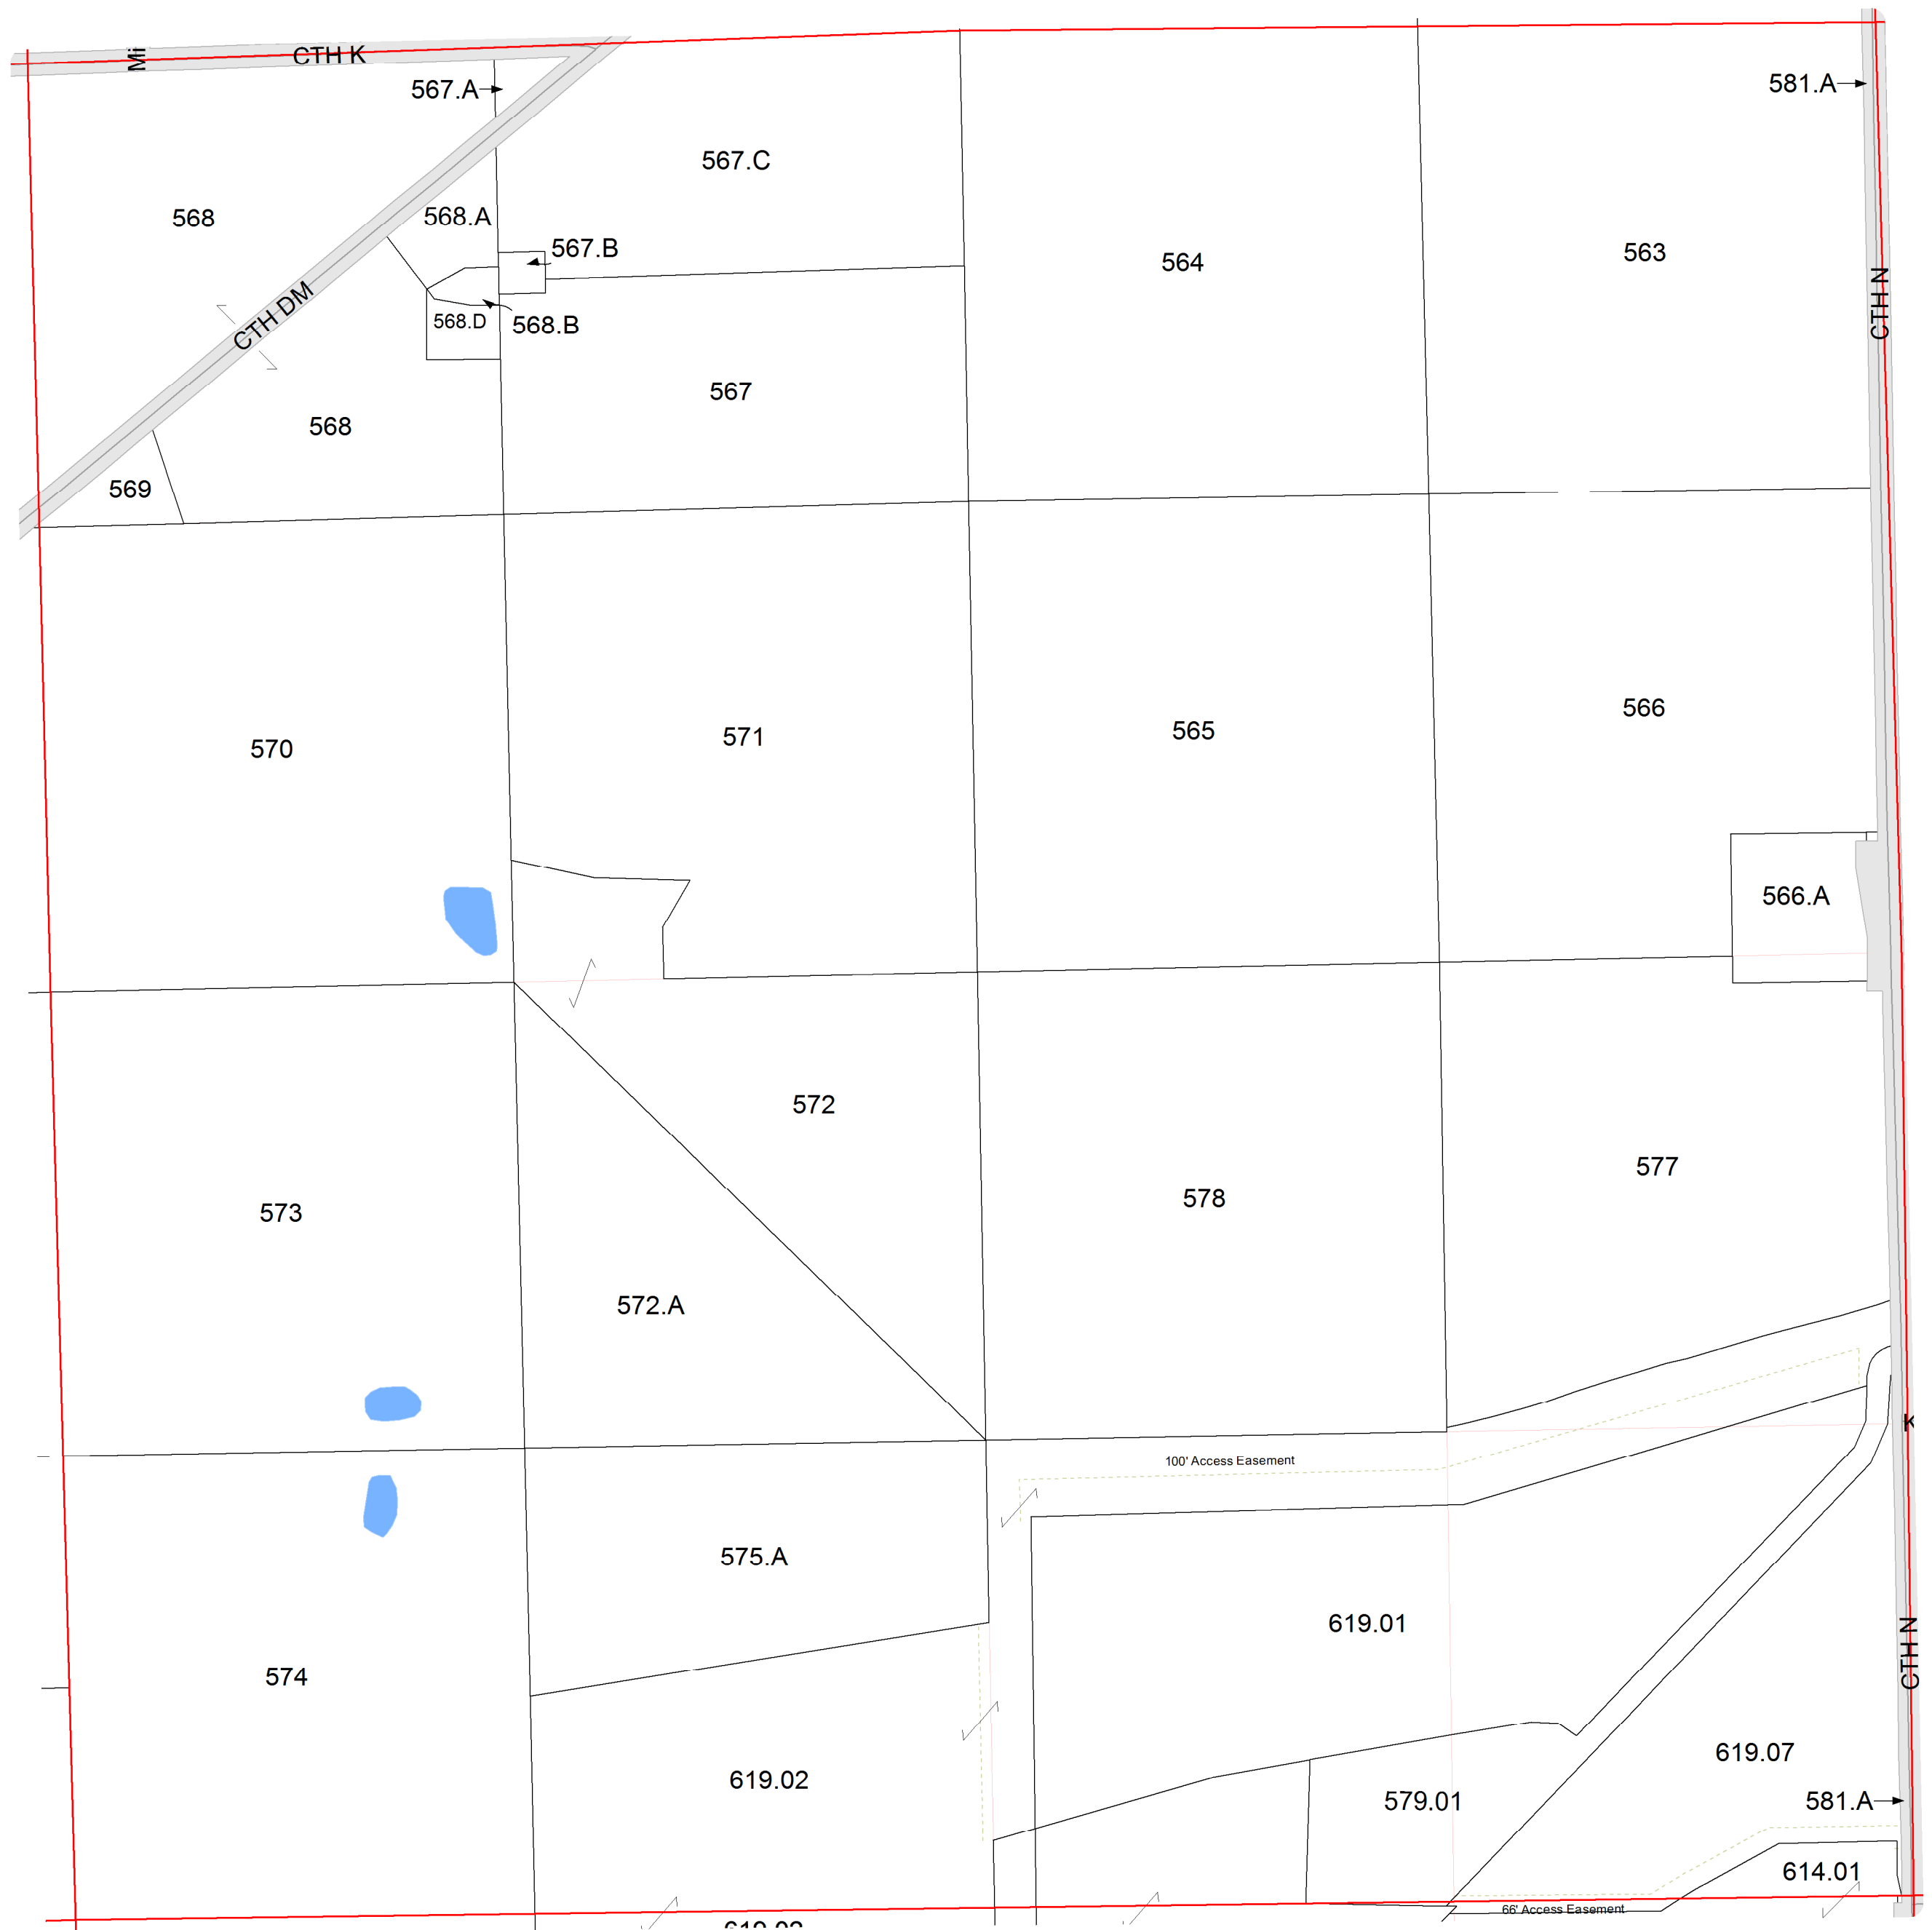 Mi
CTH K
567.A
581.A
567.C
568
568.A
567.B
563
564
CTH N
CTH DM
568.D
568.B
567
568
569
566
565
571
570
566.A
572
577
578
573
572.A
K
100' Access Easement
575.A
619.01
CTH N
574
619.07
619.02
579.01
581.A
614.01
66' Access Easement